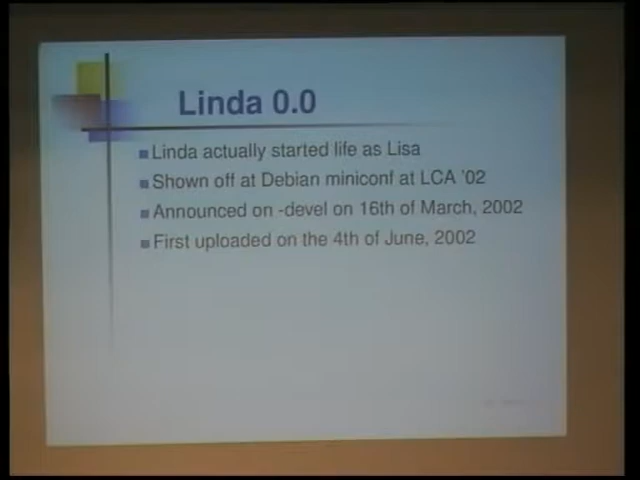 Linda 0.0
Linda actually started life as Lisa
Shown off at Debian miniconf at LCA '02
Announced on -devel on 16th of March, 2002
First uploaded on the 4th of June, 2002